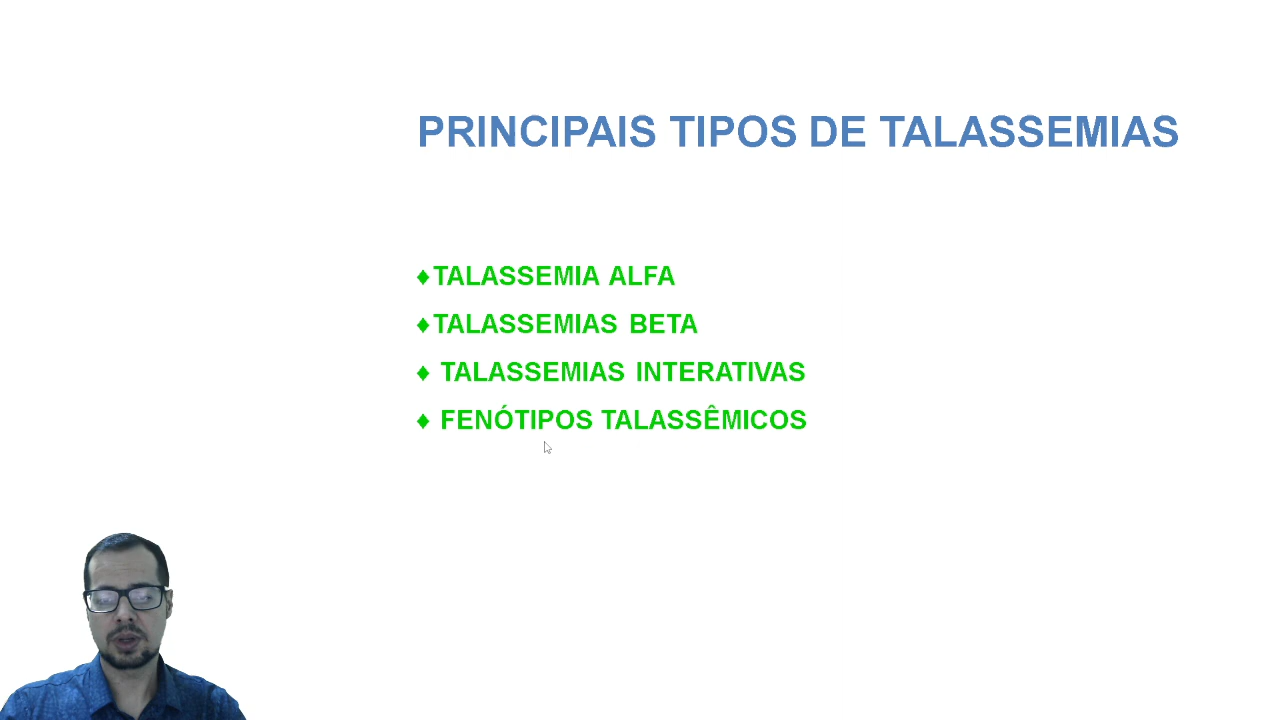 PRINCIPAIS TIPOS DE TALASSEMIAS
♦TALASSEMIA ALFA
♦TALASSEMIAS BETA
♦ TALASSEMIAS INTERATIVAS
♦ FENÓTIPOS TALASSÊMICOS